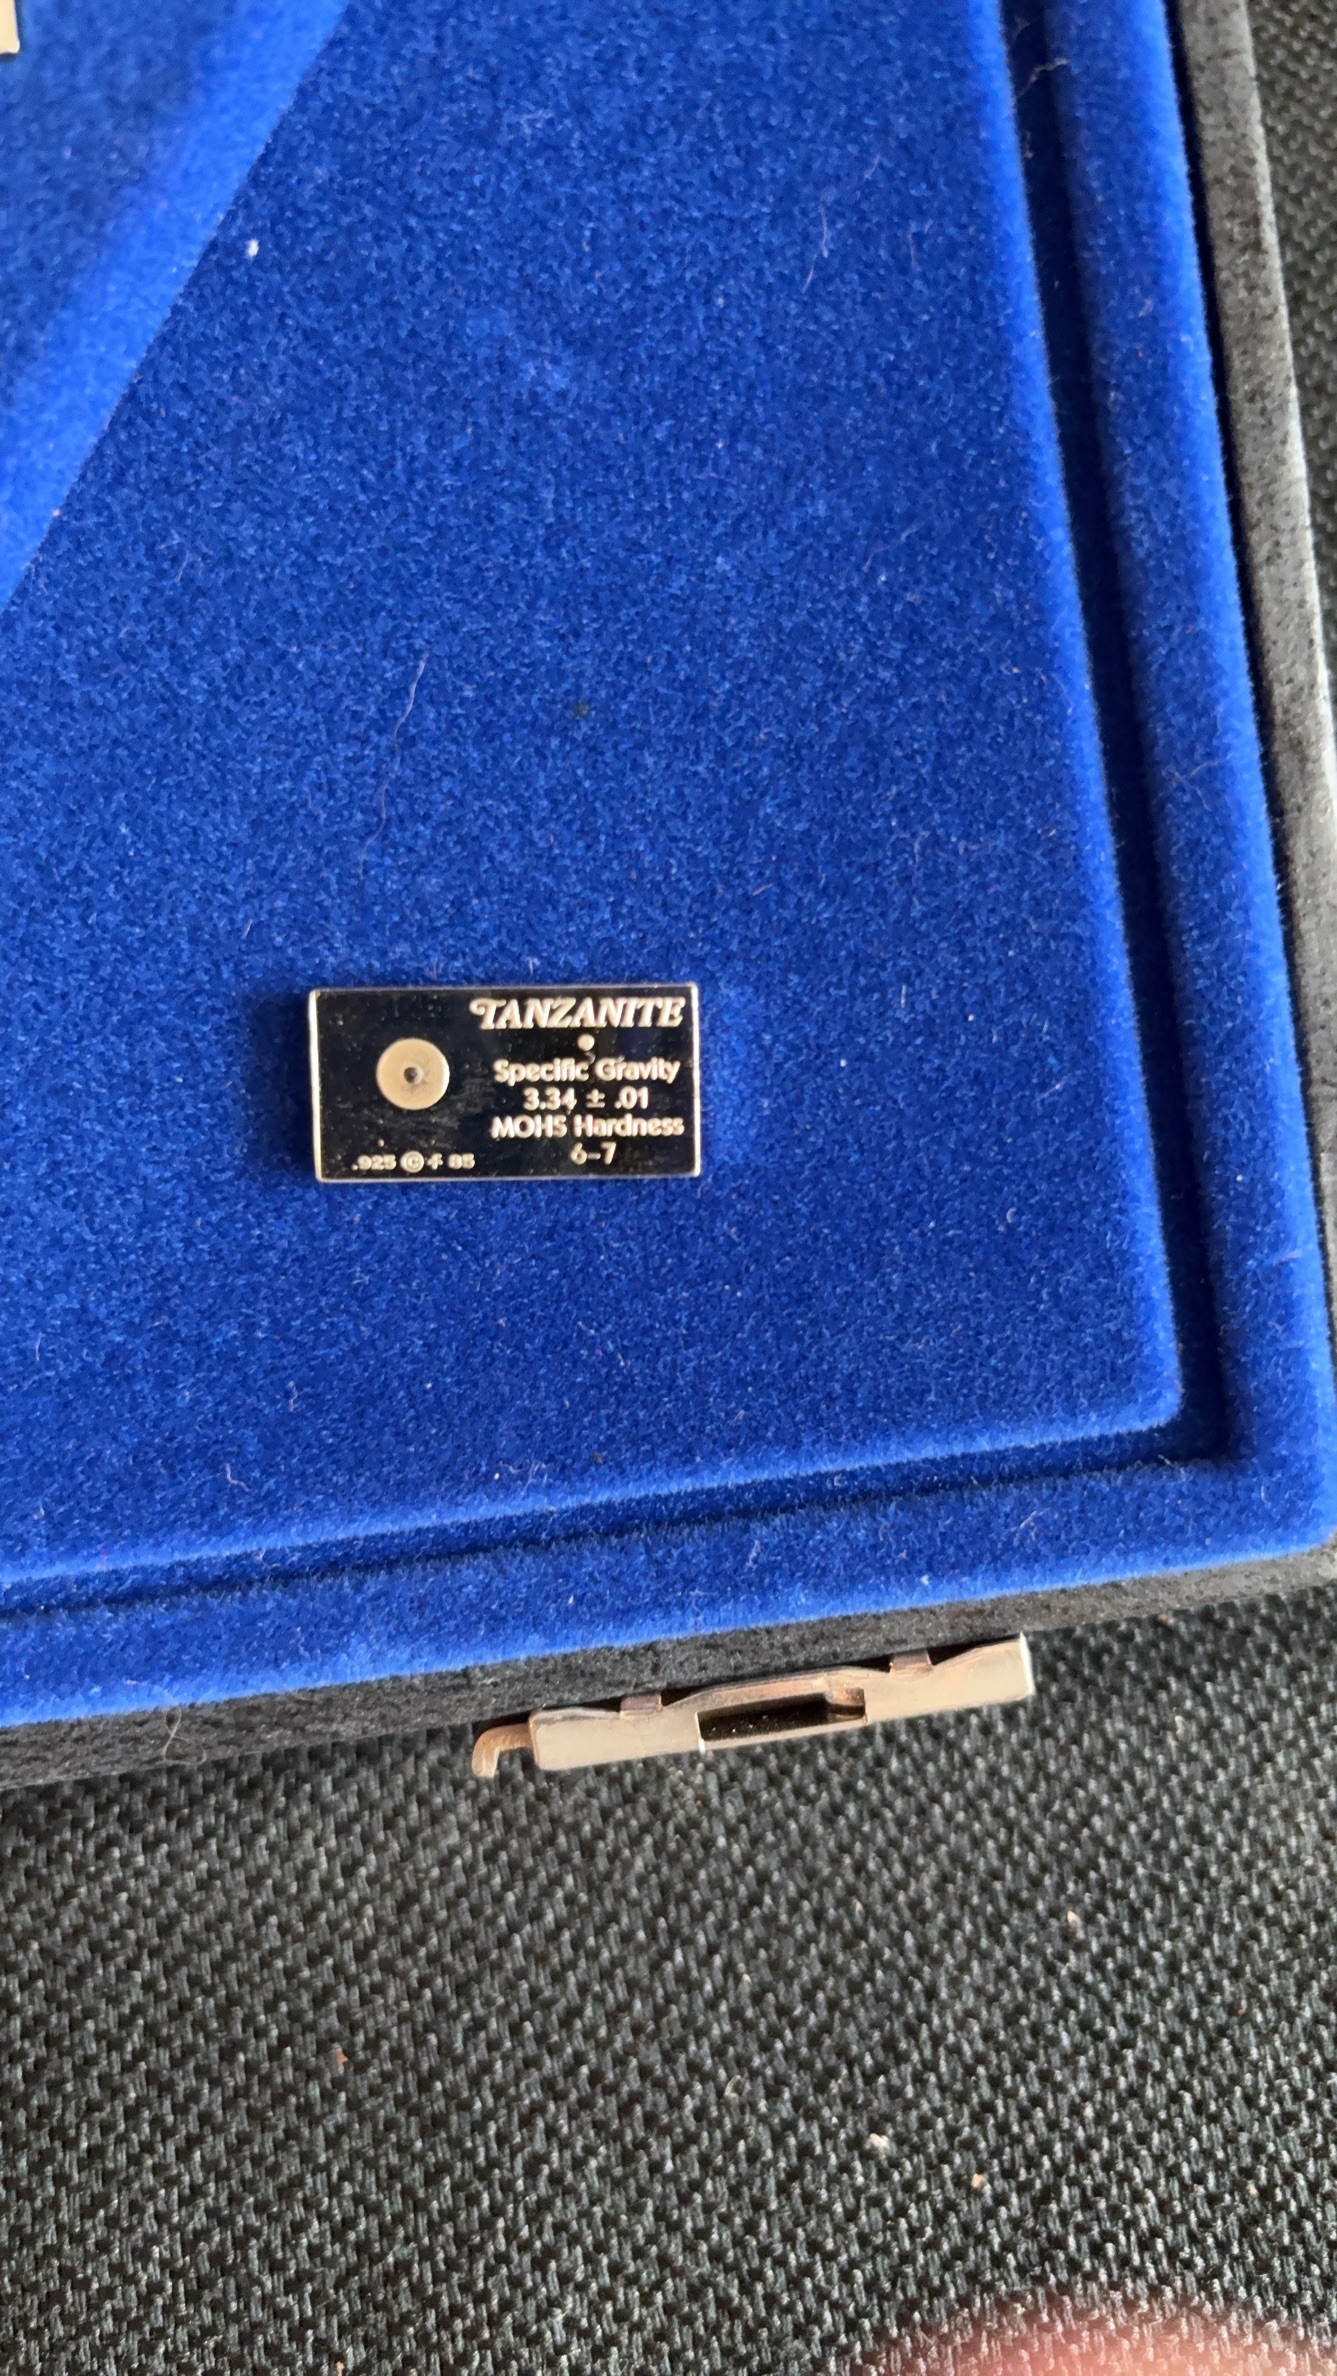 TANZANITE
Specific Gravity
3.34 ± .01
MOHS Hardness
6-7
.925 © F 85